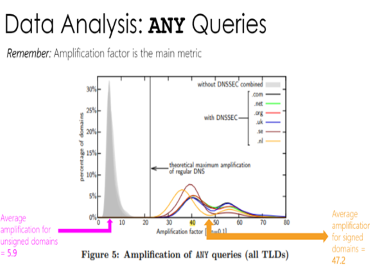 Data Analysis: ANY Queries
Remember: Amplification factor is the main metric
without DNSSEC combined
.com
.net
.org
.uk
.se
.nl
with DNSSEC
30%
25%
20%
15%
10%
5%
0%
percentage of domains
theoretical maximum amplification
of regular DNS
0 10 20 30 40 50 60 70 80
Amplification factor
Average
amplification for
unsigned domains
= 5.9
Average
amplification
for signed
domains =
47.2
Figure 5: Amplification of ANY queries (all TLDs)